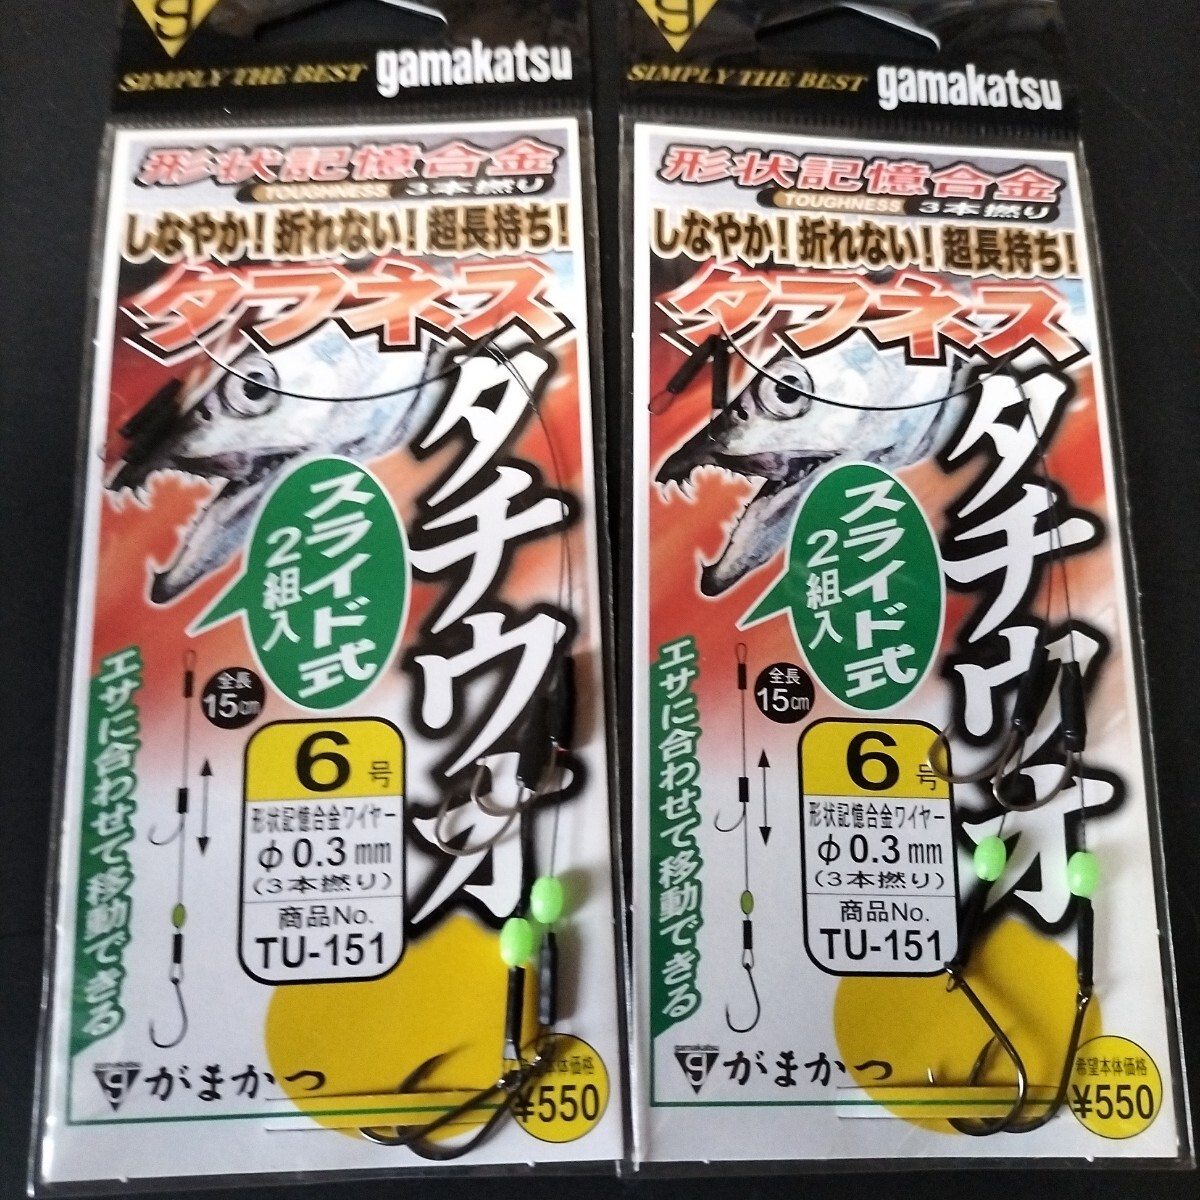 SIMPLY THE BEST gamakatsu
形状記憶合金
TOUGHNESS 3本撚り
しなやか!折れない!超長持ち!
タフネス
タチウオ
スライド式
2組入
エサに合わせて移動できる
全長
15cm
6号
形状記憶合金ワイヤー
φ0.3mm
(3本撚り)
商品No.
TU-151
gamakatsu
g がまかつ
本体価格
¥550
SIMPLY THE BEST gamakatsu
形状記憶合金
TOUGHNESS 3本撚り
しなやか!折れない!超長持ち!
タフネス
タチウオ
スライド式
2組入
エサに合わせて移動できる
全長
15cm
6号
形状記憶合金ワイヤー
φ0.3mm
(3本撚り)
商品No.
TU-151
gamakatsu
g がまかつ
希望本体価格
¥550